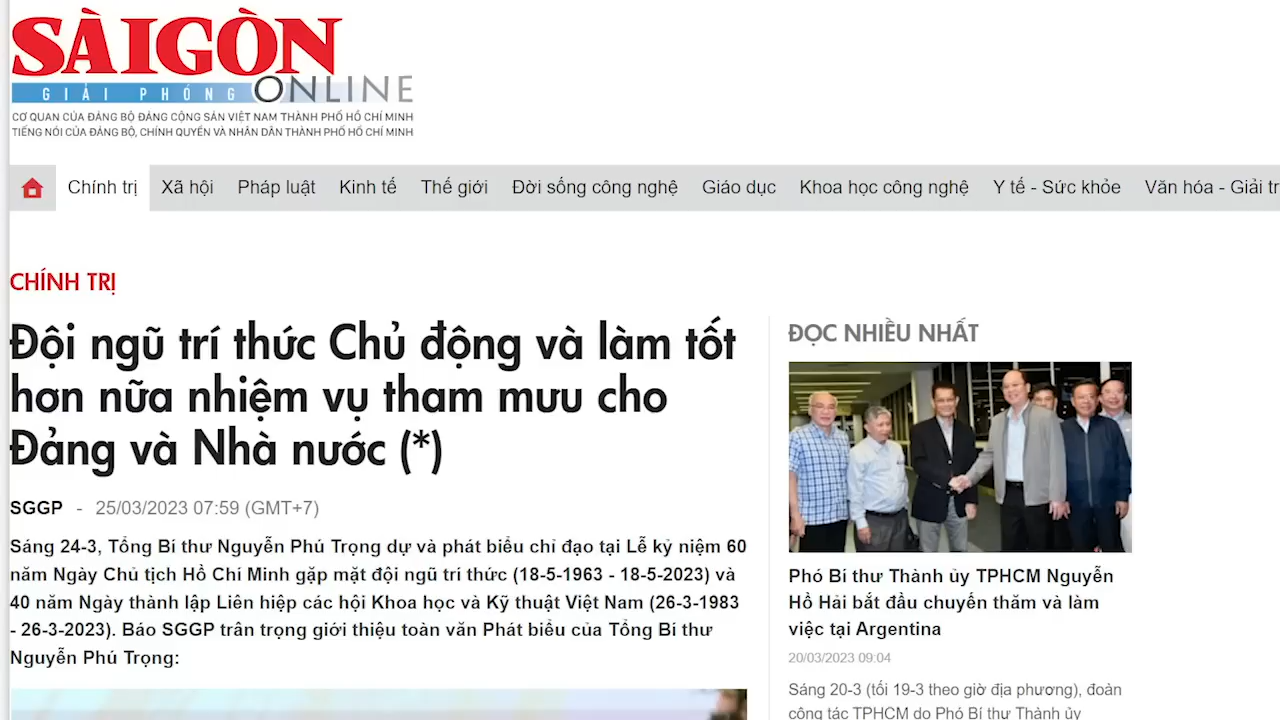 SÀIGÒN
GIẢI PHÓNG ONLINE
CƠ QUAN CỦA ĐẢNG BỘ ĐẢNG CỘNG SẢN VIỆT NAM THÀNH PHỐ HỒ CHÍ MINH
TIẾNG NÓI CỦA ĐẢNG BỘ, CHÍNH QUYỀN VÀ NHÂN DÂN THÀNH PHỐ HỒ CHÍ MINH
Chính trị Xã hội Pháp luật Kinh tế Thế giới Đời sống công nghệ Giáo dục Khoa học công nghệ Y tế - Sức khỏe Văn hóa - Giải tr
CHÍNH TRỊ
Đội ngũ trí thức Chủ động và làm tốt
hơn nữa nhiệm vụ tham mưu cho
Đảng và Nhà nước (*)
SGGP - 25/03/2023 07:59 (GMT+7)
Sáng 24-3, Tổng Bí thư Nguyễn Phú Trọng dự và phát biểu chỉ đạo tại Lễ kỷ niệm 60
năm Ngày Chủ tịch Hồ Chí Minh gặp mặt đội ngũ trí thức (18-5-1963 - 18-5-2023) và
40 năm Ngày thành lập Liên hiệp các hội Khoa học và Kỹ thuật Việt Nam (26-3-1983
- 26-3-2023). Báo SGGP trân trọng giới thiệu toàn văn Phát biểu của Tổng Bí thư
Nguyễn Phú Trọng:
ĐỌC NHIỀU NHẤT
Phó Bí thư Thành ủy TPHCM Nguyễn
Hồ Hải bắt đầu chuyến thăm và làm
việc tại Argentina
20/03/2023 09:04
Sáng 20-3 (tối 19-3 theo giờ địa phương), đoàn
công tác TPHCM do Phó Bí thư Thành ủy